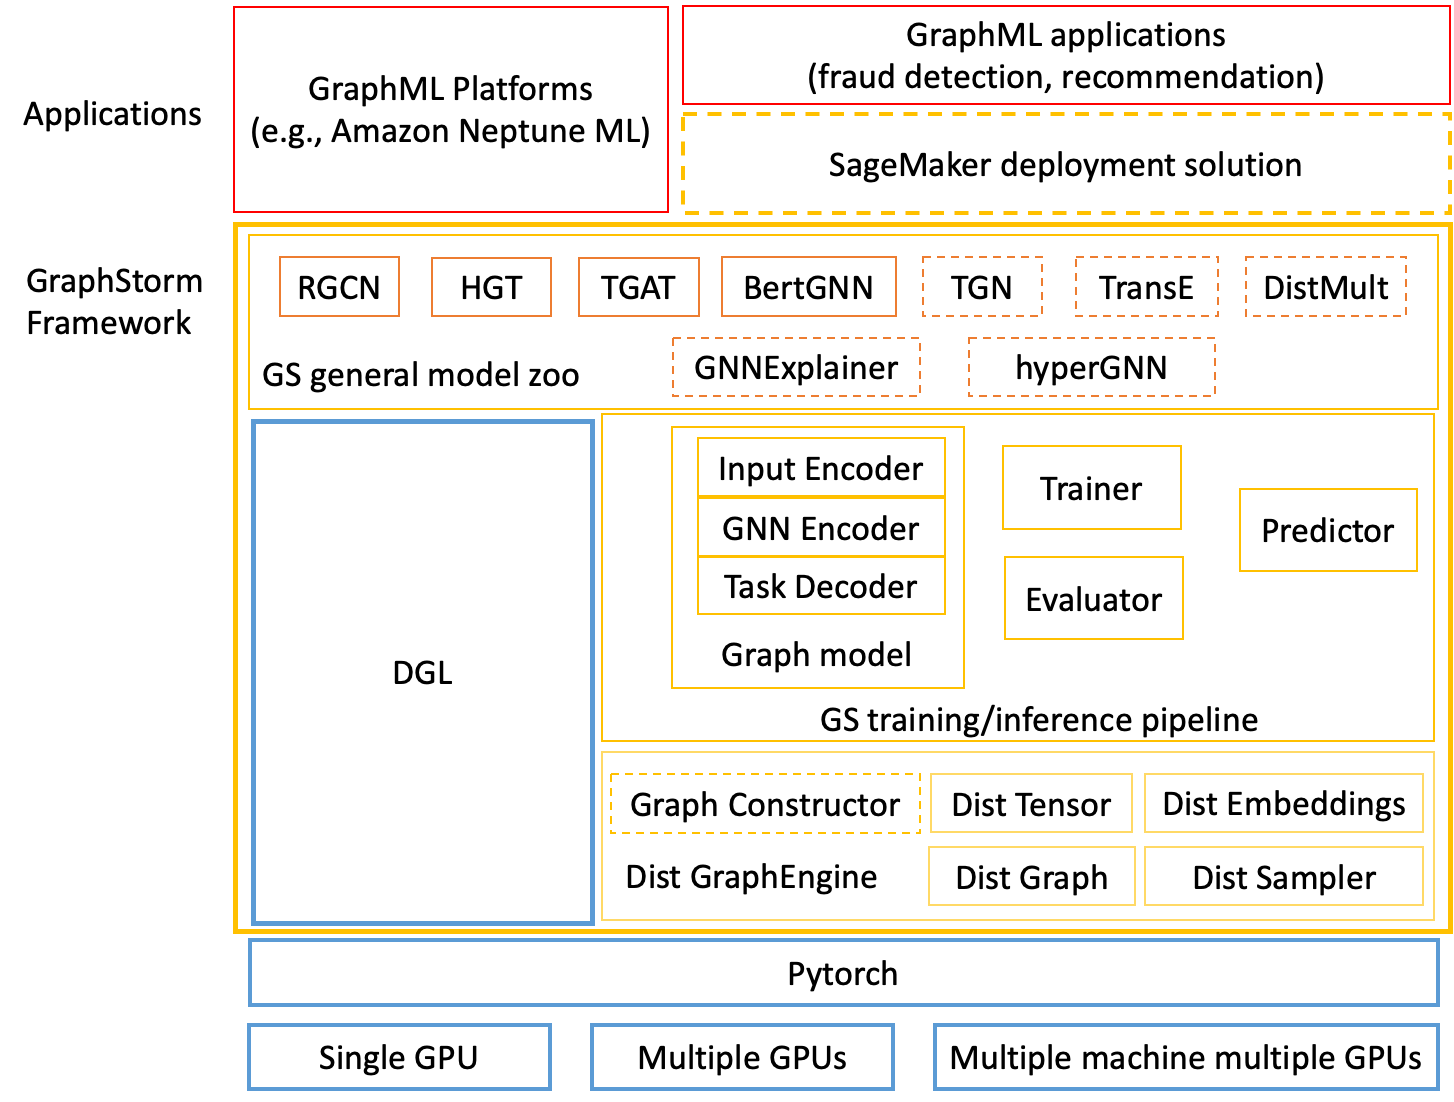 Applications
GraphML Platforms
(e.g., Amazon Neptune ML)
GraphML applications
(fraud detection, recommendation)
SageMaker deployment solution
GraphStorm
Framework
RGCN
HGT
TGAT
BertGNN
TGN
TransE
DistMult
GS general model zoo
GNNExplainer
hyperGNN
DGL
Input Encoder
GNN Encoder
Task Decoder
Graph model
Trainer
Evaluator
Predictor
GS training/inference pipeline
Graph Constructor
Dist Tensor
Dist Embeddings
Dist GraphEngine
Dist Graph
Dist Sampler
Pytorch
Single GPU
Multiple GPUs
Multiple machine multiple GPUs